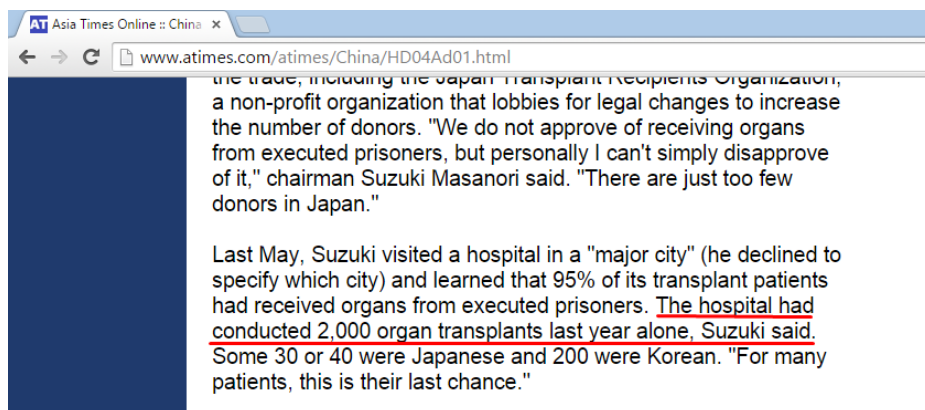 AT Asia Times Online :: China ×
www.atimes.com/atimes/China/HD04Ad01.html
the trade, including the Japan Transplant Recipients Organization,
a non-profit organization that lobbies for legal changes to increase
the number of donors. "We do not approve of receiving organs
from executed prisoners, but personally I can't simply disapprove
of it," chairman Suzuki Masanori said. "There are just too few
donors in Japan."
Last May, Suzuki visited a hospital in a "major city" (he declined to
specify which city) and learned that 95% of its transplant patients
had received organs from executed prisoners. The hospital had
conducted 2,000 organ transplants last year alone, Suzuki said.
Some 30 or 40 were Japanese and 200 were Korean. "For many
patients, this is their last chance."